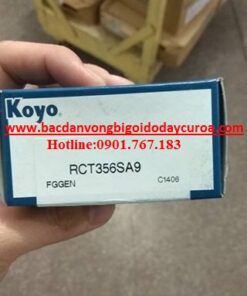 Koyo
www.bacdanvongbigoidodaycuroa.com
Hotline:0901.767.183
RCT356SA9
FGGEN
C1406